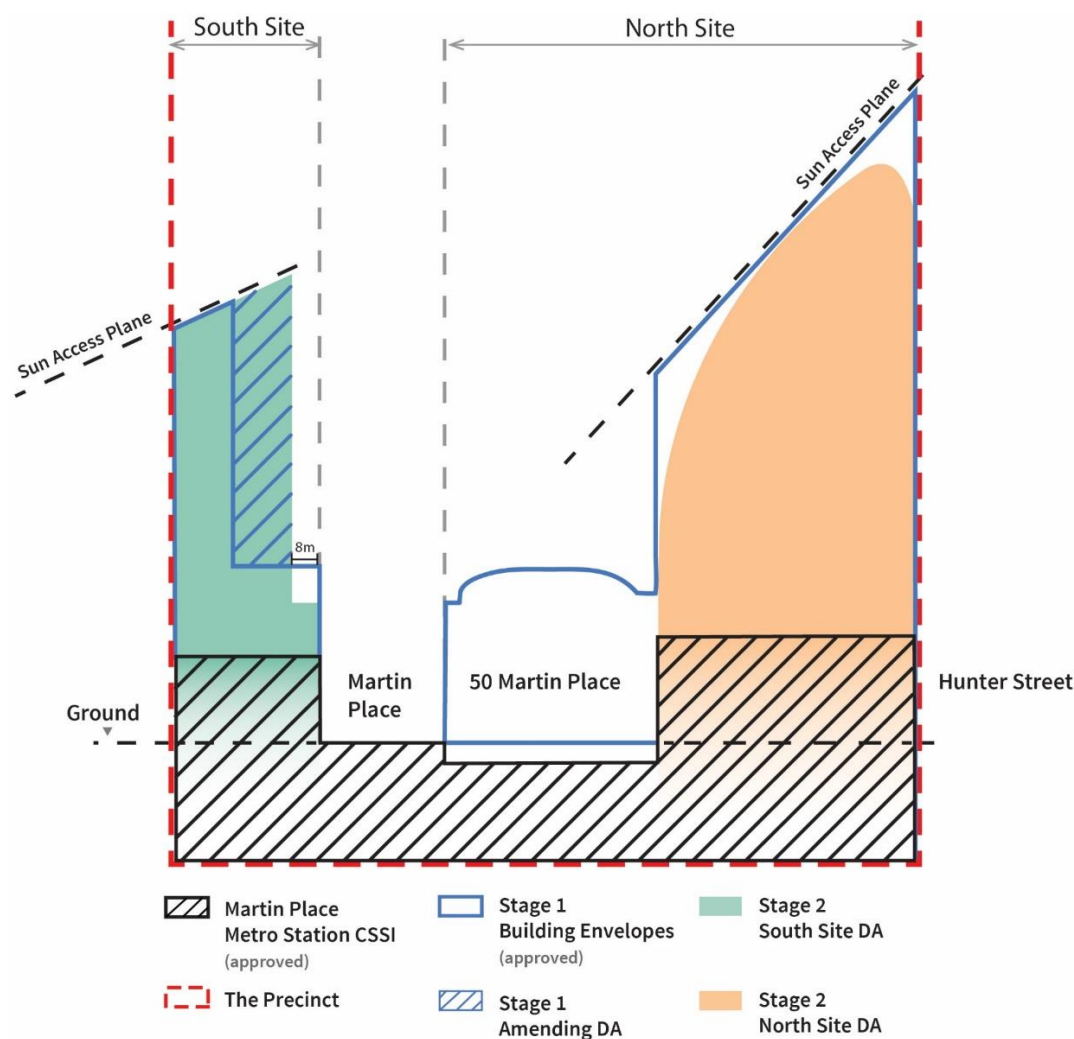 South Site
North Site
Sun Access Plane
Sun Access Plane
8m
Martin
Place
50 Martin Place
Hunter Street
Ground
Martin Place
Metro Station CSSI
(approved)
Stage 1
Building Envelopes
(approved)
Stage 2
South Site DA
The Precinct
Stage 1
Amending DA
Stage 2
North Site DA